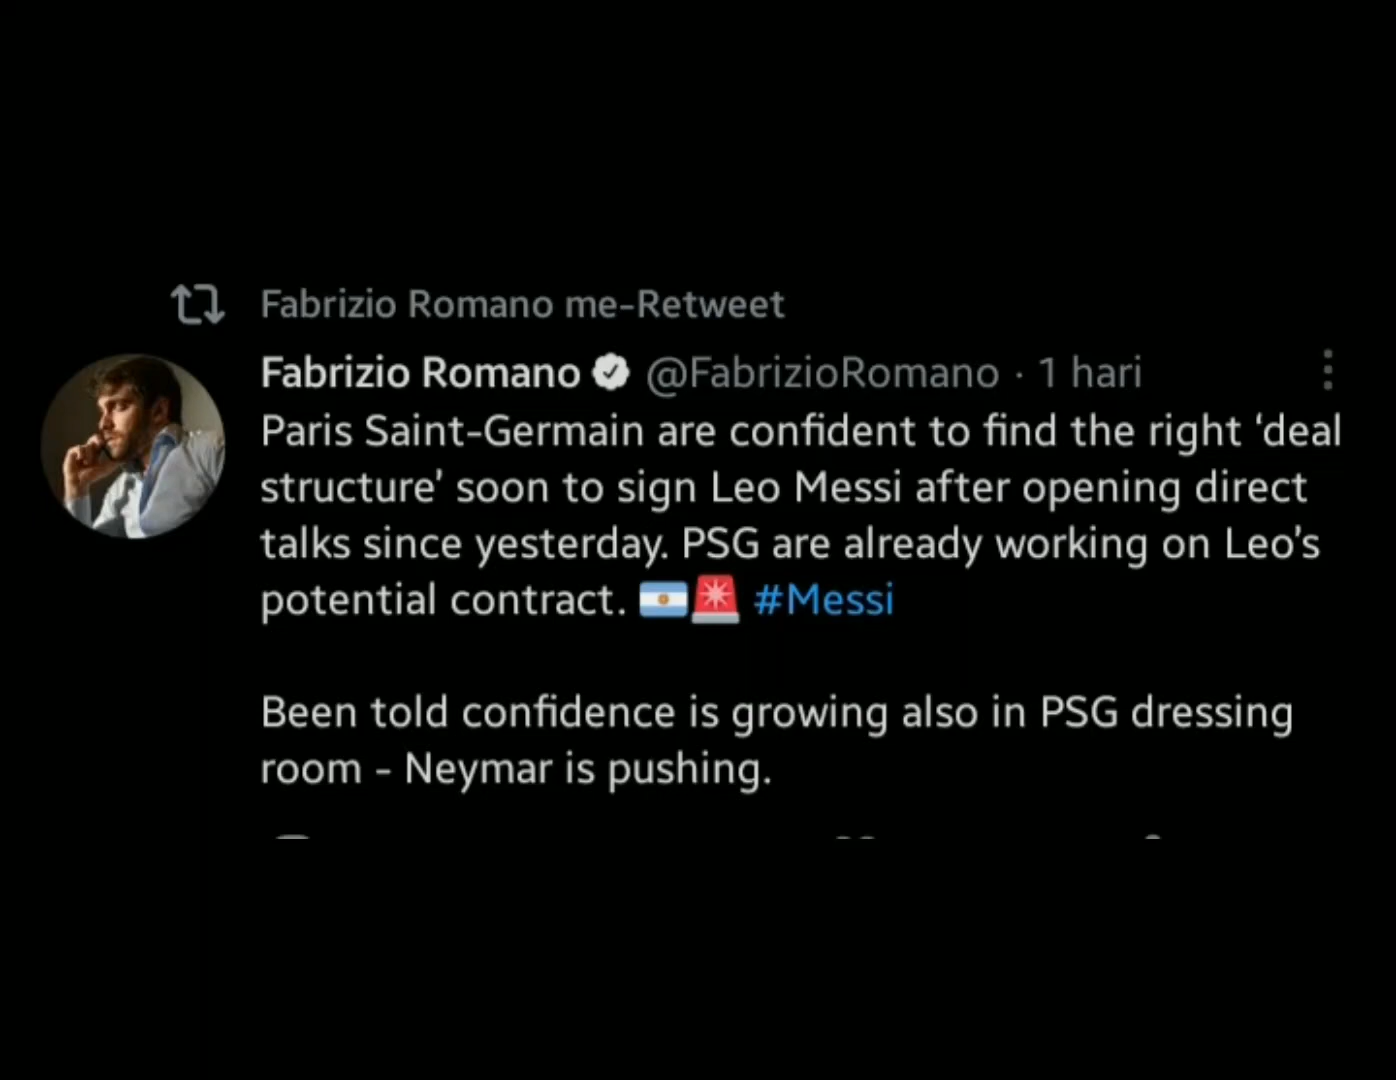 Fabrizio Romano me-Retweet
Fabrizio Romano @FabrizioRomano · 1 hari
Paris Saint-Germain are confident to find the right ‘deal
structure’ soon to sign Leo Messi after opening direct
talks since yesterday. PSG are already working on Leo’s
potential contract. 🇦🇷🚨 #Messi
Been told confidence is growing also in PSG dressing
room - Neymar is pushing.